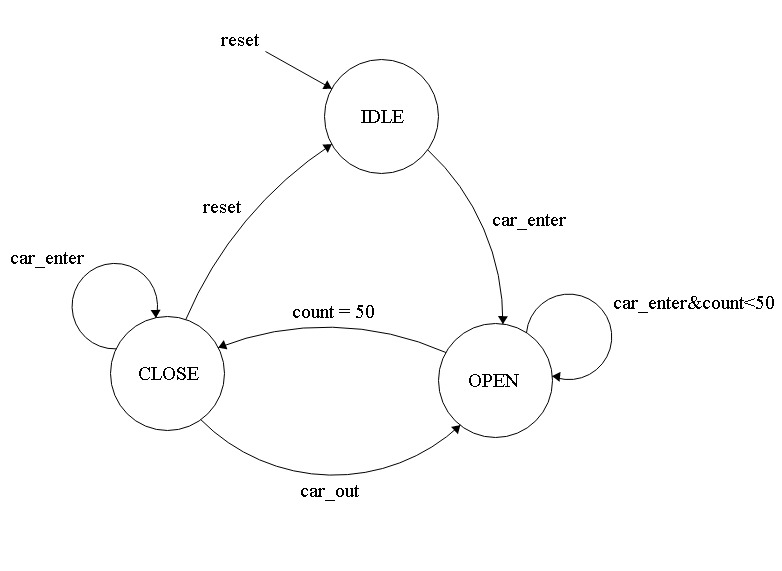 reset
IDLE
reset
car_enter
car_enter
count = 50
car_enter&count<50
CLOSE
OPEN
car_out